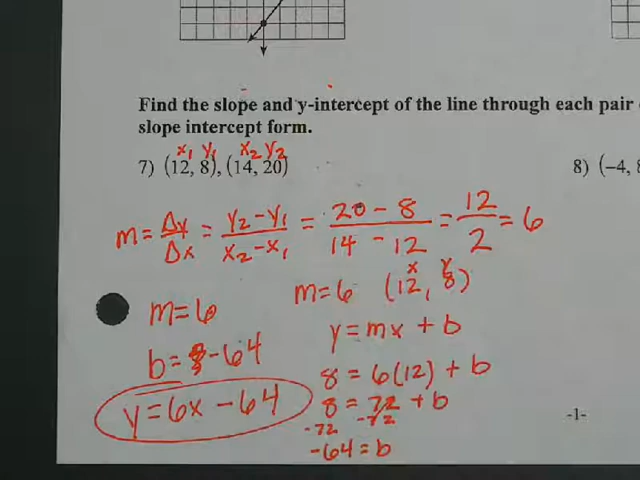 Find the slope and y-intercept of the line through each pair
slope intercept form.
x₁ y₁ x₂ y₂
7) (12, 8), (14, 20)
8) (-4, 8
m = Δy/Δx = y₂ - y₁/x₂ - x₁ = 20 - 8/14 - 12 = 12/2 = 6
x y
m = 6 (12, 8)
m = 6
y = mx + b
b = -64
8 = 6(12) + b
y = 6x - 64
8 = 72 + b
-72 -72
-64 = b
-1-